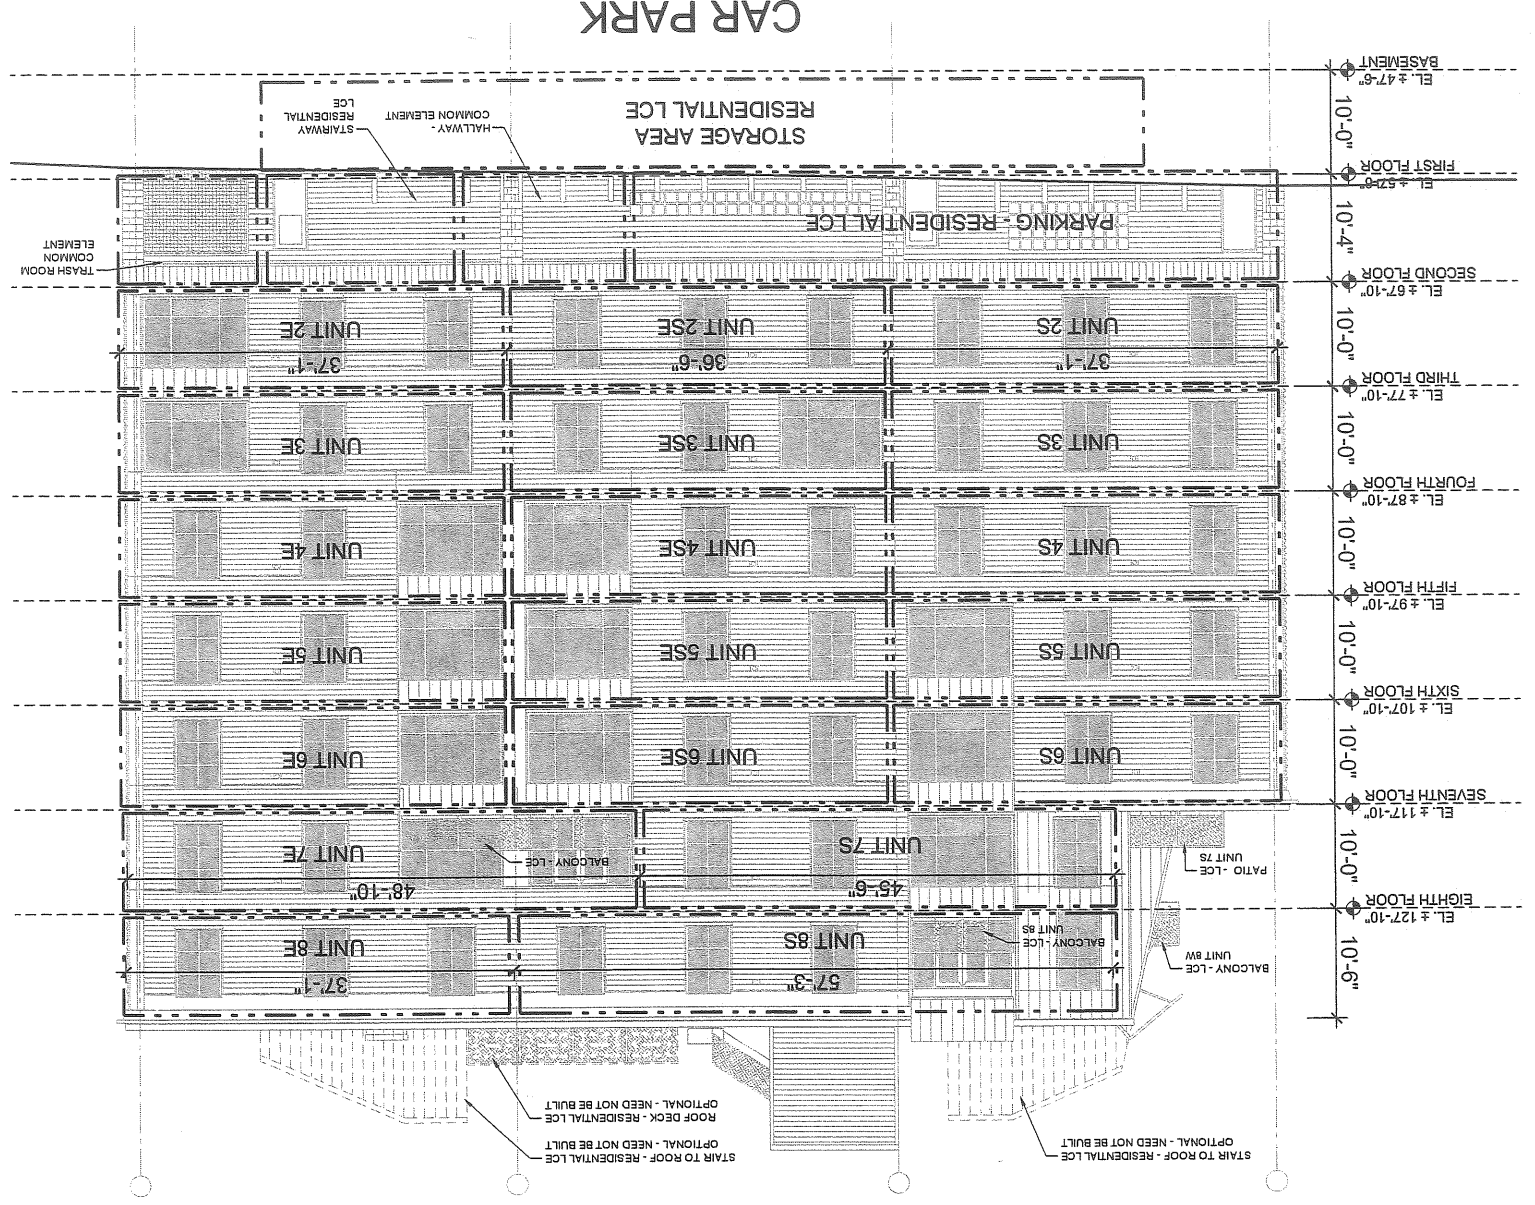 STAIR TO ROOF - RESIDENTIAL LCE
OPTIONAL - NEED NOT BE BUILT
STAIR TO ROOF - RESIDENTIAL LCE
OPTIONAL - NEED NOT BE BUILT
ROOF DECK - RESIDENTIAL LCE
OPTIONAL - NEED NOT BE BUILT
10'-6"
BALCONY - LCE
UNIT 8W
57'-3"
37'-1"
BALCONY - LCE
UNIT 8S
UNIT 8S
UNIT 8E
EL. ± 127'-10"
EIGHTH FLOOR
10'-0"
PATIO - LCE
UNIT 7S
45'-6"
48'-10"
BALCONY - LCE
UNIT 7S
UNIT 7E
EL. ± 117'-10"
SEVENTH FLOOR
10'-0"
UNIT 6S
UNIT 6SE
UNIT 6E
EL. ± 107'-10"
SIXTH FLOOR
10'-0"
UNIT 5S
UNIT 5SE
UNIT 5E
EL. ± 97'-10"
FIFTH FLOOR
10'-0"
UNIT 4S
UNIT 4SE
UNIT 4E
EL. ± 87'-10"
FOURTH FLOOR
10'-0"
UNIT 3S
UNIT 3SE
UNIT 3E
EL. ± 77'-10"
THIRD FLOOR
10'-0"
37'-1"
36'-6"
37'-1"
UNIT 2S
UNIT 2SE
UNIT 2E
EL. ± 67'-10"
SECOND FLOOR
10'-4"
PARKING - RESIDENTIAL LCE
TRASH ROOM
COMMON
ELEMENT
EL. ± 57'-6"
FIRST FLOOR
10'-0"
STORAGE AREA
RESIDENTIAL LCE
HALLWAY -
COMMON ELEMENT
STAIRWAY
RESIDENTIAL
LCE
EL. ± 47'-6"
BASEMENT
CAR PARK